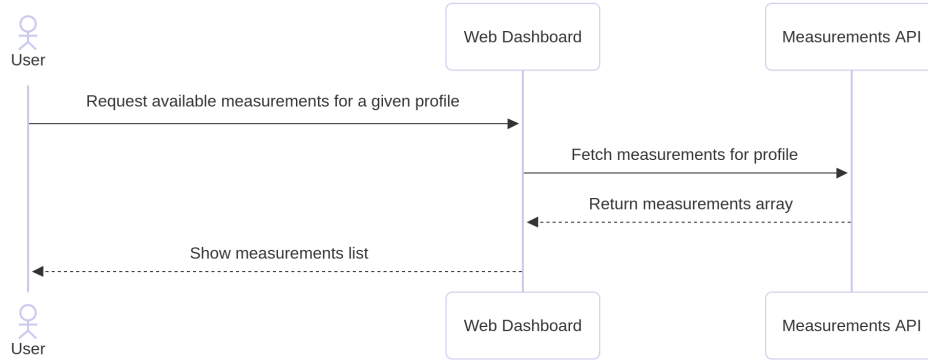 Web Dashboard
Measurements API
User
Request available measurements for a given profile
Fetch measurements for profile
Return measurements array
Show measurements list
Web Dashboard
Measurements API
User